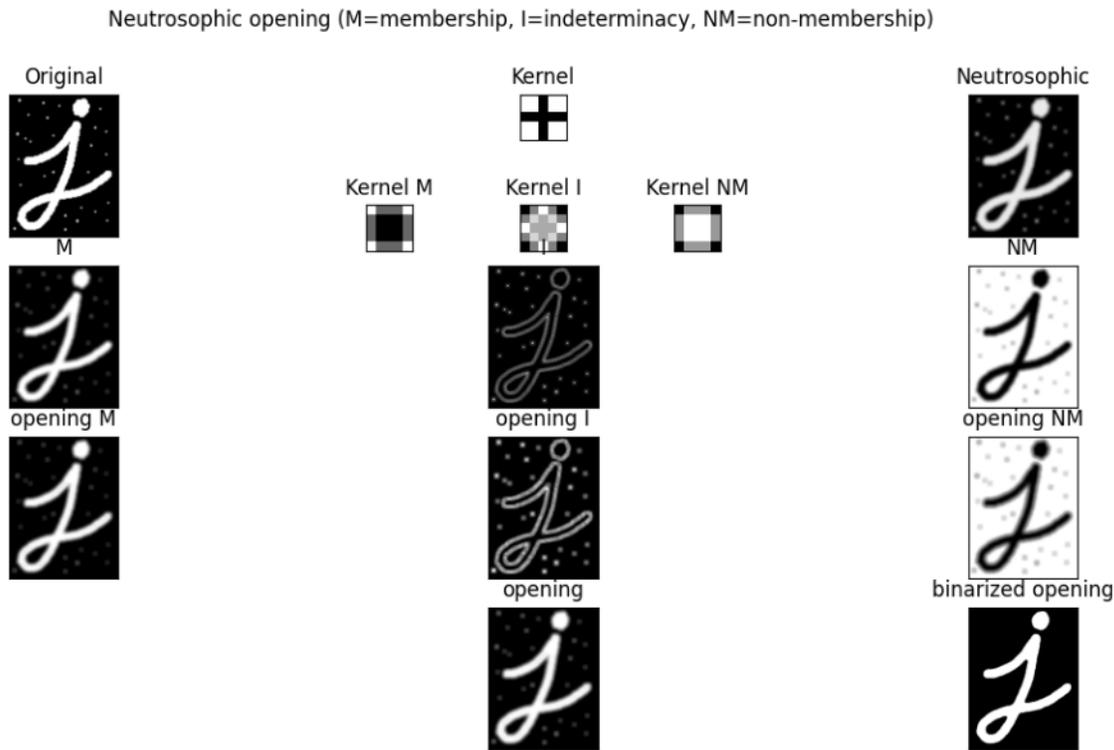 Neutrosophic opening (M=membership, I=indeterminacy, NM=non-membership)
Original Kernel Neutrosophic
Kernel M Kernel I Kernel NM
M I NM
opening M opening I opening NM
opening binarized opening